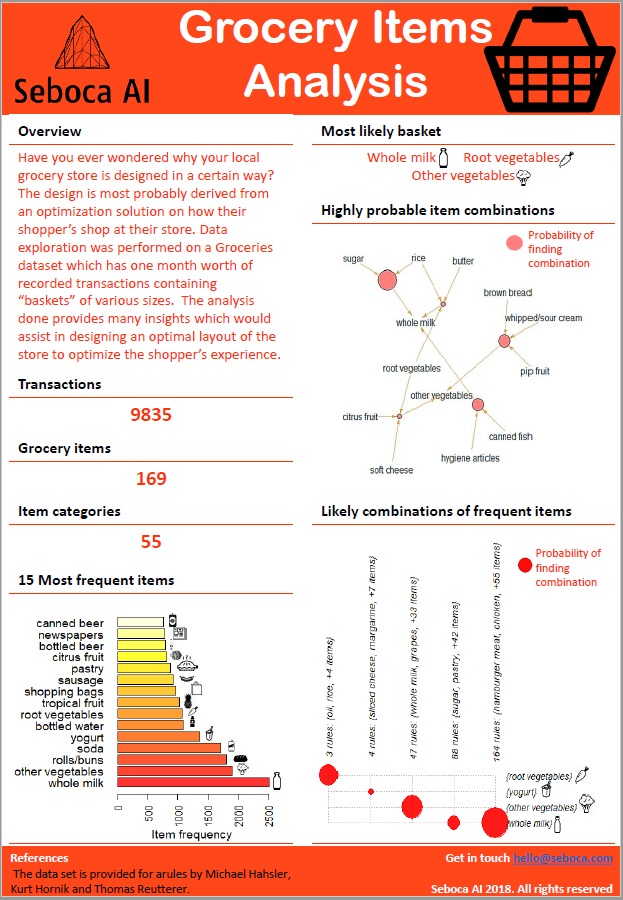 Seboca AI
Grocery Items
Analysis
Overview
Have you ever wondered why your local
grocery store is designed in a certain way?
The design is most probably derived from
an optimization solution on how their
shopper's shop at their store. Data
exploration was performed on a Groceries
dataset which has one month worth of
recorded transactions containing
“baskets” of various sizes. The analysis
done provides many insights which would
assist in designing an optimal layout of the
store to optimize the shopper's experience.
Transactions
9835
Grocery items
169
Item categories
55
15 Most frequent items
canned beer
newspapers
bottled beer
citrus fruit
pastry
sausage
shopping bags
tropical fruit
root vegetables
bottled water
yogurt
soda
rolls/buns
other vegetables
whole milk
0
500
1000
1500
2000
2500
Item frequency
Most likely basket
Whole milk Root vegetables
Other vegetables
Highly probable item combinations
Probability of
finding
combination
sugar
rice
butter
brown bread
whole milk
whipped/sour cream
root vegetables
pip fruit
other vegetables
citrus fruit
canned fish
hygiene articles
soft cheese
Likely combinations of frequent items
Probability of
finding
combination
3 rules: {oil, rice, +4 items}
4 rules: {sliced cheese, margarine, +7 items}
47 rules: {whole milk, grapes, +33 items}
68 rules: {sugar, pastry, +42 items}
164 rules: {hamburger meat, chicken, +55 items}
{root vegetables}
{yogurt}
{other vegetables}
{whole milk}
References
The data set is provided for arules by Michael Hahsler,
Kurt Hornik and Thomas Reutterer.
Get in touch hello@seboca.com
Seboca AI 2018. All rights reserved